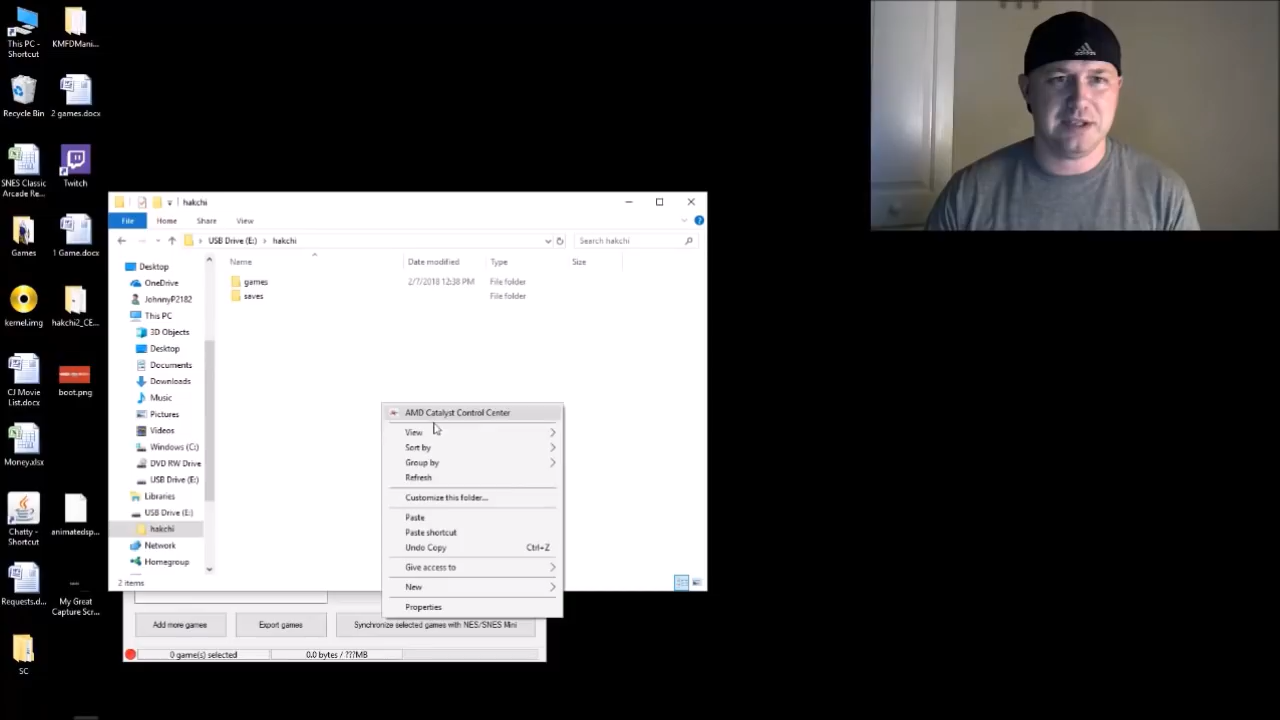 This PC - Shortcut
KMFDMani...
Recycle Bin
2 games.docx
SNES Classic Arcade Re...
Twitch
Games
1 Game.docx
kernel.img
hakchi2_CE...
CJ Movie List.docx
boot.png
Money.xlsx
Chatty - Shortcut
animatedsp...
Requests.d...
My Great Capture Scr...
SC
hakchi
File Home Share View
USB Drive (E:) > hakchi
Search hakchi
Name Date modified Type Size
games 2/7/2018 12:38 PM File folder
saves File folder
Desktop
OneDrive
JohnnyP2182
This PC
3D Objects
Desktop
Documents
Downloads
Music
Pictures
Videos
Windows (C:)
DVD RW Drive
USB Drive (E:)
Libraries
USB Drive (E:)
hakchi
Network
Homegroup
2 items
AMD Catalyst Control Center
View
Sort by
Group by
Refresh
Customize this folder...
Paste
Paste shortcut
Undo Copy Ctrl+Z
Give access to
New
Properties
Add more games
Export games
Synchronize selected games with NES/SNES Mini
0 game(s) selected
0.0 bytes / ???MB